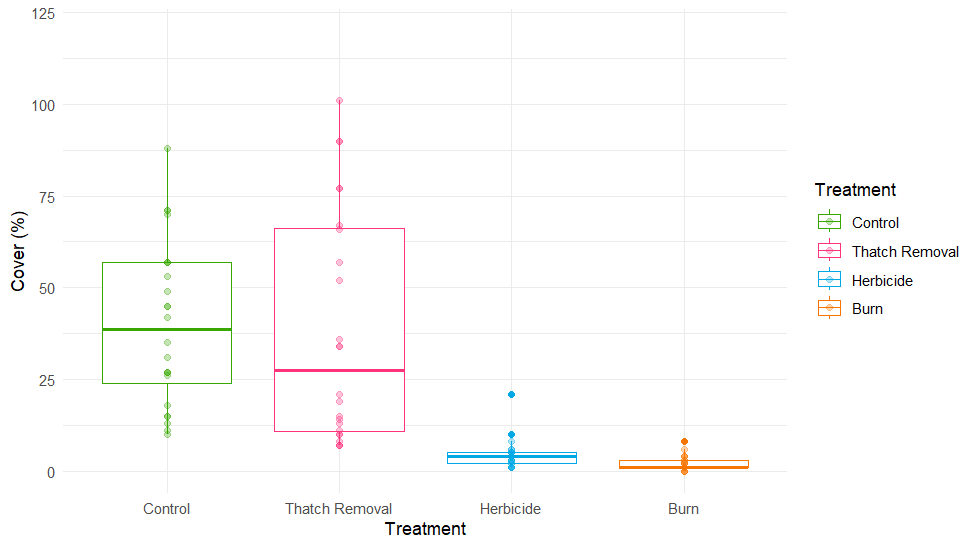 125
100
75
50
25
0
Cover (%)
Control
Thatch Removal
Herbicide
Burn
Treatment
Treatment
Control
Thatch Removal
Herbicide
Burn